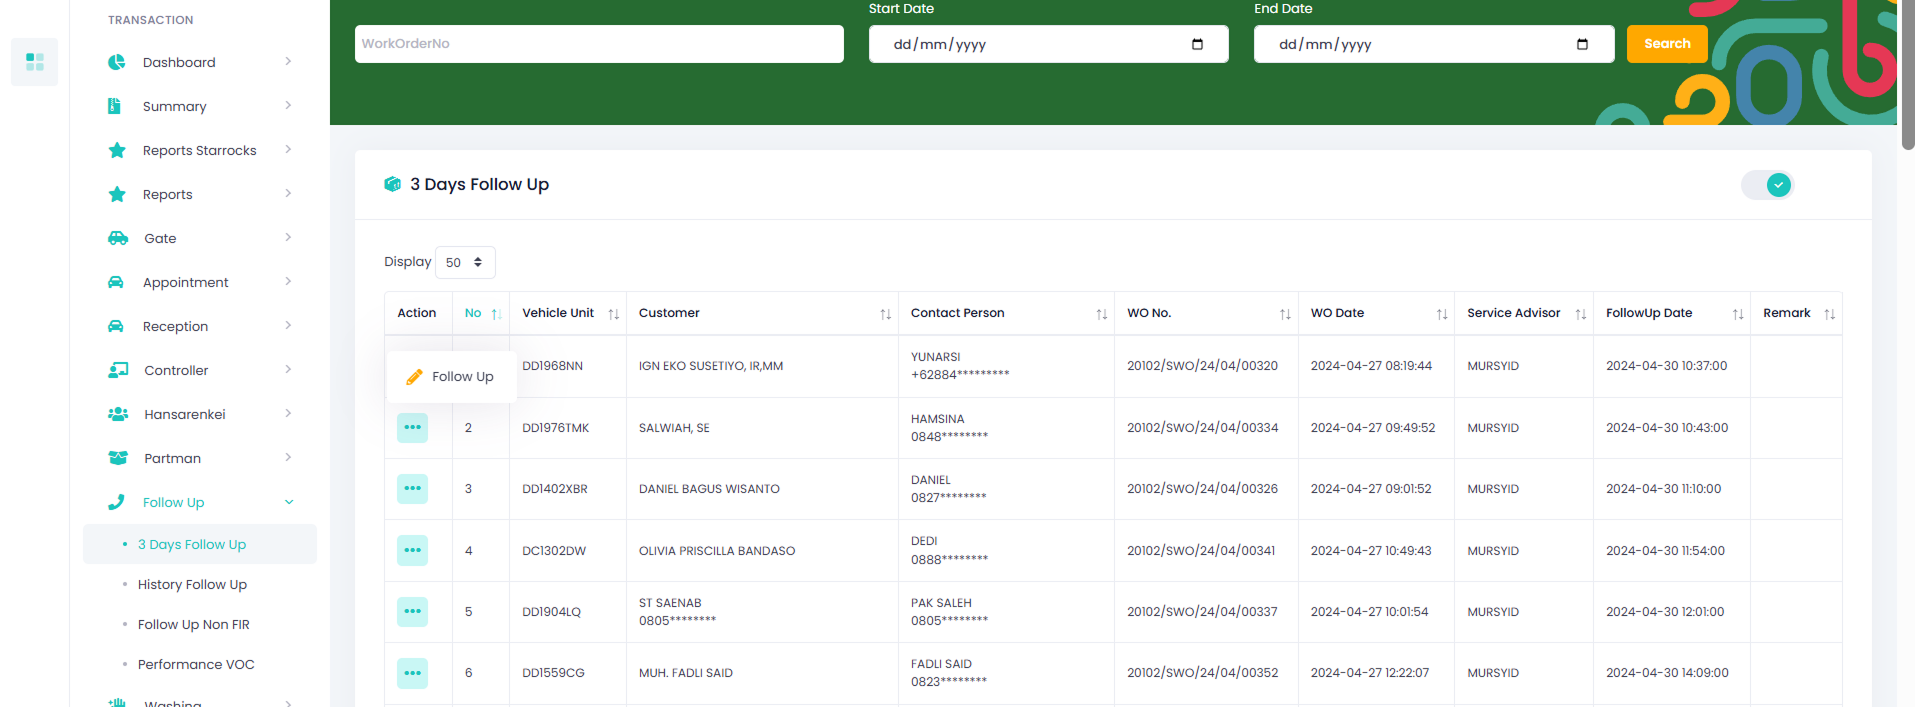 TRANSACTION
Dashboard
Summary
Reports Starrocks
Reports
Gate
Appointment
Reception
Controller
Hansarenkei
Partman
Follow Up
3 Days Follow Up
History Follow Up
Follow Up Non FIR
Performance VOC
Washing
Start Date End Date
WorkOrderNo dd/mm/yyyy dd/mm/yyyy Search
3 Days Follow Up
Display 50
Action No Vehicle Unit Customer Contact Person WO No. WO Date Service Advisor FollowUp Date Remark
Follow Up DD1968NN IGN EKO SUSETIYO, IR,MM YUNARSI +62884********* 20102/SWO/24/04/00320 2024-04-27 08:19:44 MURSYID 2024-04-30 10:37:00
2 DD1976TMK SALWIAH, SE HAMSINA 0848******** 20102/SWO/24/04/00334 2024-04-27 09:49:52 MURSYID 2024-04-30 10:43:00
3 DD1402XBR DANIEL BAGUS WISANTO DANIEL 0827******** 20102/SWO/24/04/00326 2024-04-27 09:01:52 MURSYID 2024-04-30 11:10:00
4 DC1302DW OLIVIA PRISCILLA BANDASO DEDI 0888******** 20102/SWO/24/04/00341 2024-04-27 10:49:43 MURSYID 2024-04-30 11:54:00
5 DD1904LQ ST SAENAB 0805******** PAK SALEH 0805******** 20102/SWO/24/04/00337 2024-04-27 10:01:54 MURSYID 2024-04-30 12:01:00
6 DD1559CG MUH. FADLI SAID FADLI SAID 0823******** 20102/SWO/24/04/00352 2024-04-27 12:22:07 MURSYID 2024-04-30 14:09:00